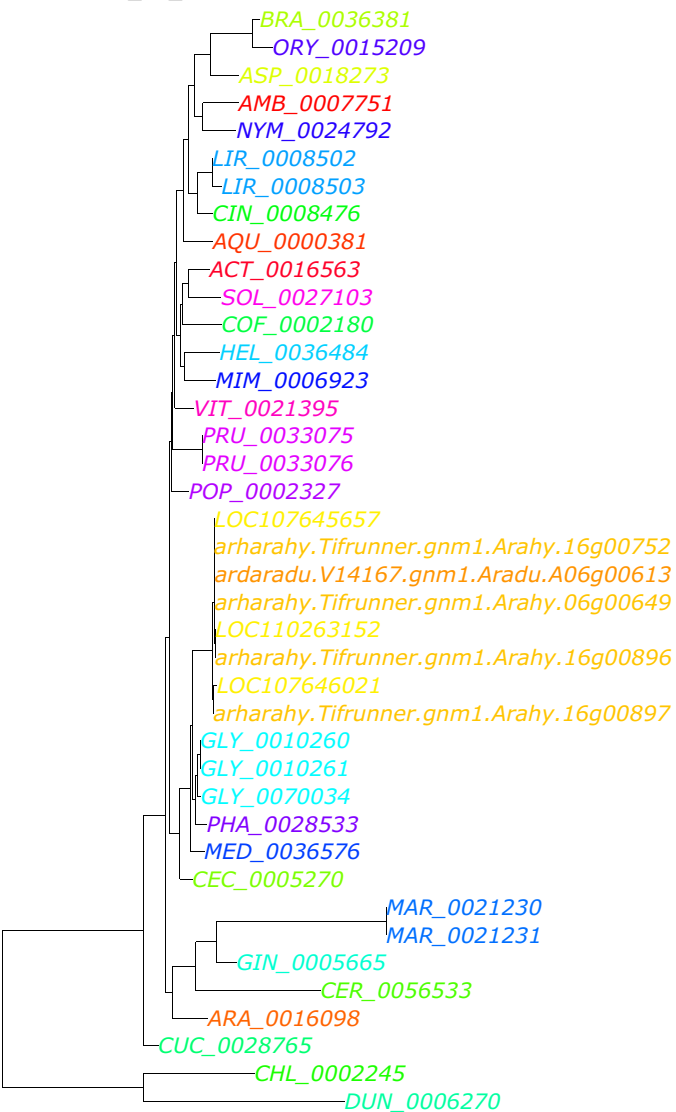 BRA_0036381
ORY_0015209
ASP_0018273
AMB_0007751
NYM_0024792
LIR_0008502
LIR_0008503
CIN_0008476
AQU_0000381
ACT_0016563
SOL_0027103
COF_0002180
HEL_0036484
MIM_0006923
VIT_0021395
PRU_0033075
PRU_0033076
POP_0002327
LOC107645657
arharahy.Tifrunner.gnm1.Arahy.16g00752
ardaradu.V14167.gnm1.Aradu.A06g00613
arharahy.Tifrunner.gnm1.Arahy.06g00649
LOC110263152
arharahy.Tifrunner.gnm1.Arahy.16g00896
LOC107646021
arharahy.Tifrunner.gnm1.Arahy.16g00897
GLY_0010260
GLY_0010261
GLY_0070034
PHA_0028533
MED_0036576
CEC_0005270
MAR_0021230
MAR_0021231
GIN_0005665
CER_0056533
ARA_0016098
CUC_0028765
CHL_0002245
DUN_0006270